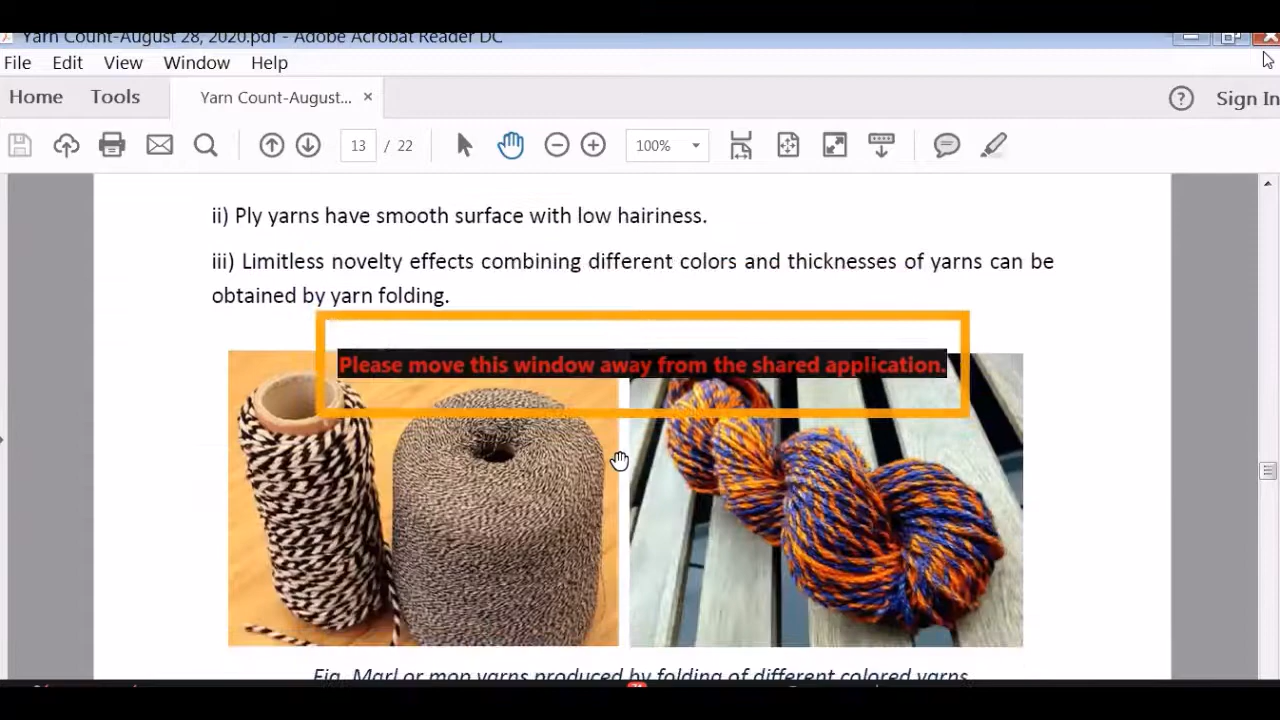 Yarn Count-August 28, 2020.pdf - Adobe Acrobat Reader DC
File Edit View Window Help
Home Tools Yarn Count-August... × ? Sign In
13 / 22 100%
ii) Ply yarns have smooth surface with low hairiness.
iii) Limitless novelty effects combining different colors and thicknesses of yarns can be
obtained by yarn folding.
Please move this window away from the shared application.
Fig. Marl or mop yarns produced by folding of different colored yarns